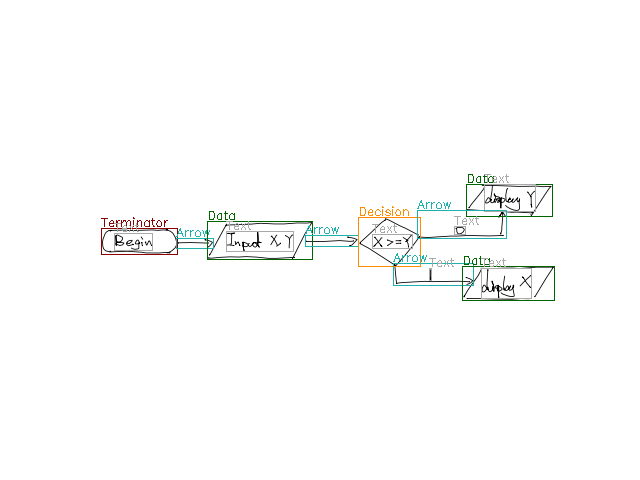 Terminator
Begin
Arrow
Data
Text
Input X, Y
Arrow
Decision
Text
X >= Y
Arrow
Text
0
Data
Text
display Y
Arrow
Text
1
Data
Text
display X